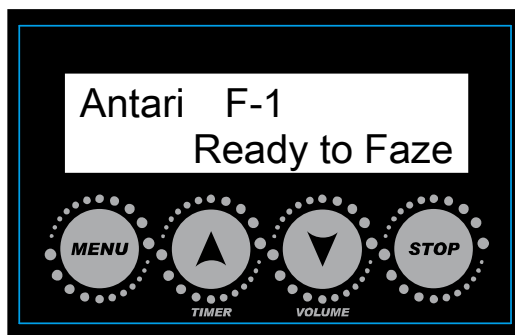 Antari F-1
Ready to Faze
MENU
STOP
TIMER
VOLUME